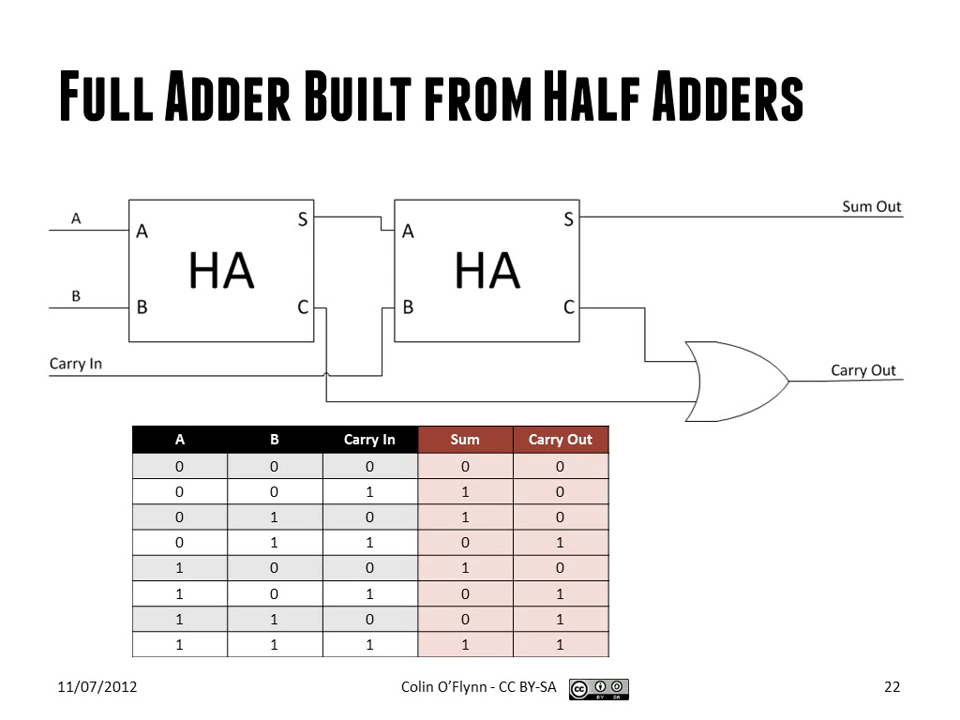 FULL ADDER BUILT FROM HALF ADDERS
A
B
Carry In
A
B
HA
S
C
A
B
HA
S
C
Sum Out
Carry Out
A B Carry In Sum Carry Out
0 0 0 0 0
0 0 1 1 0
0 1 0 1 0
0 1 1 0 1
1 0 0 1 0
1 0 1 0 1
1 1 0 0 1
1 1 1 1 1
11/07/2012 Colin O’Flynn - CC BY-SA cc BY SA 22